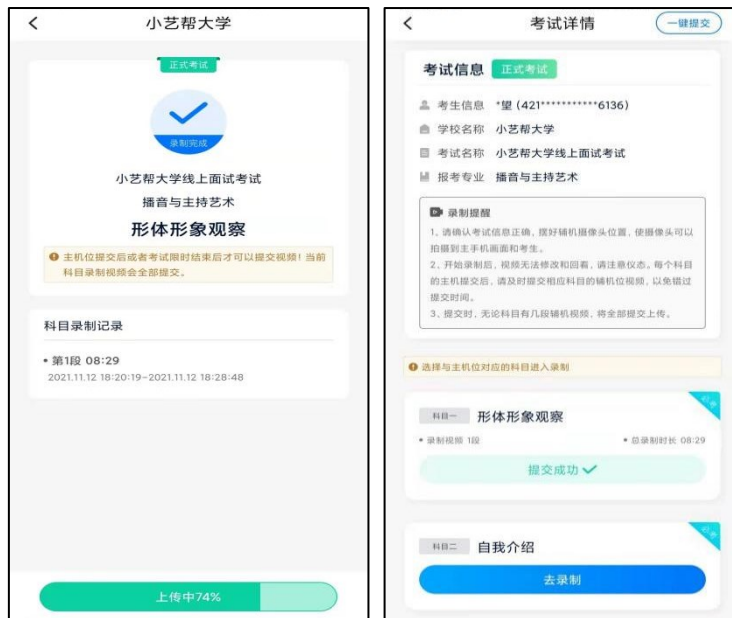 小艺帮大学
正式考试
录制完成
小艺帮大学线上面试考试
播音与主持艺术
形体形象观察
主机位提交后或者考试限时结束后才可以提交视频！当前
科目录制视频会全部提交。
科目录制记录
• 第1段 08:29
2021.11.12 18:20:19-2021.11.12 18:28:48
上传中74%
考试详情
一键提交
考试信息 正式考试
考生信息 *望 (421***********6136)
学校名称 小艺帮大学
考试名称 小艺帮大学线上面试考试
报考专业 播音与主持艺术
录制提醒
1、请确认考试信息正确，摆好辅机摄像头位置，使摄像头可以
拍摄到主手机画面和考生。
2、开始录制后，视频无法修改和回看，请注意仪态。每个科目
的主机提交后，请及时提交相应科目的辅机位视频，以免错过
提交时间。
3、提交时，无论科目有几段辅机视频，将全部提交上传。
选择与主机位对应的科目进入录制
必考
科目一 形体形象观察
• 录制视频 1段 • 总录制时长 08:29
提交成功
必考
科目二 自我介绍
去录制